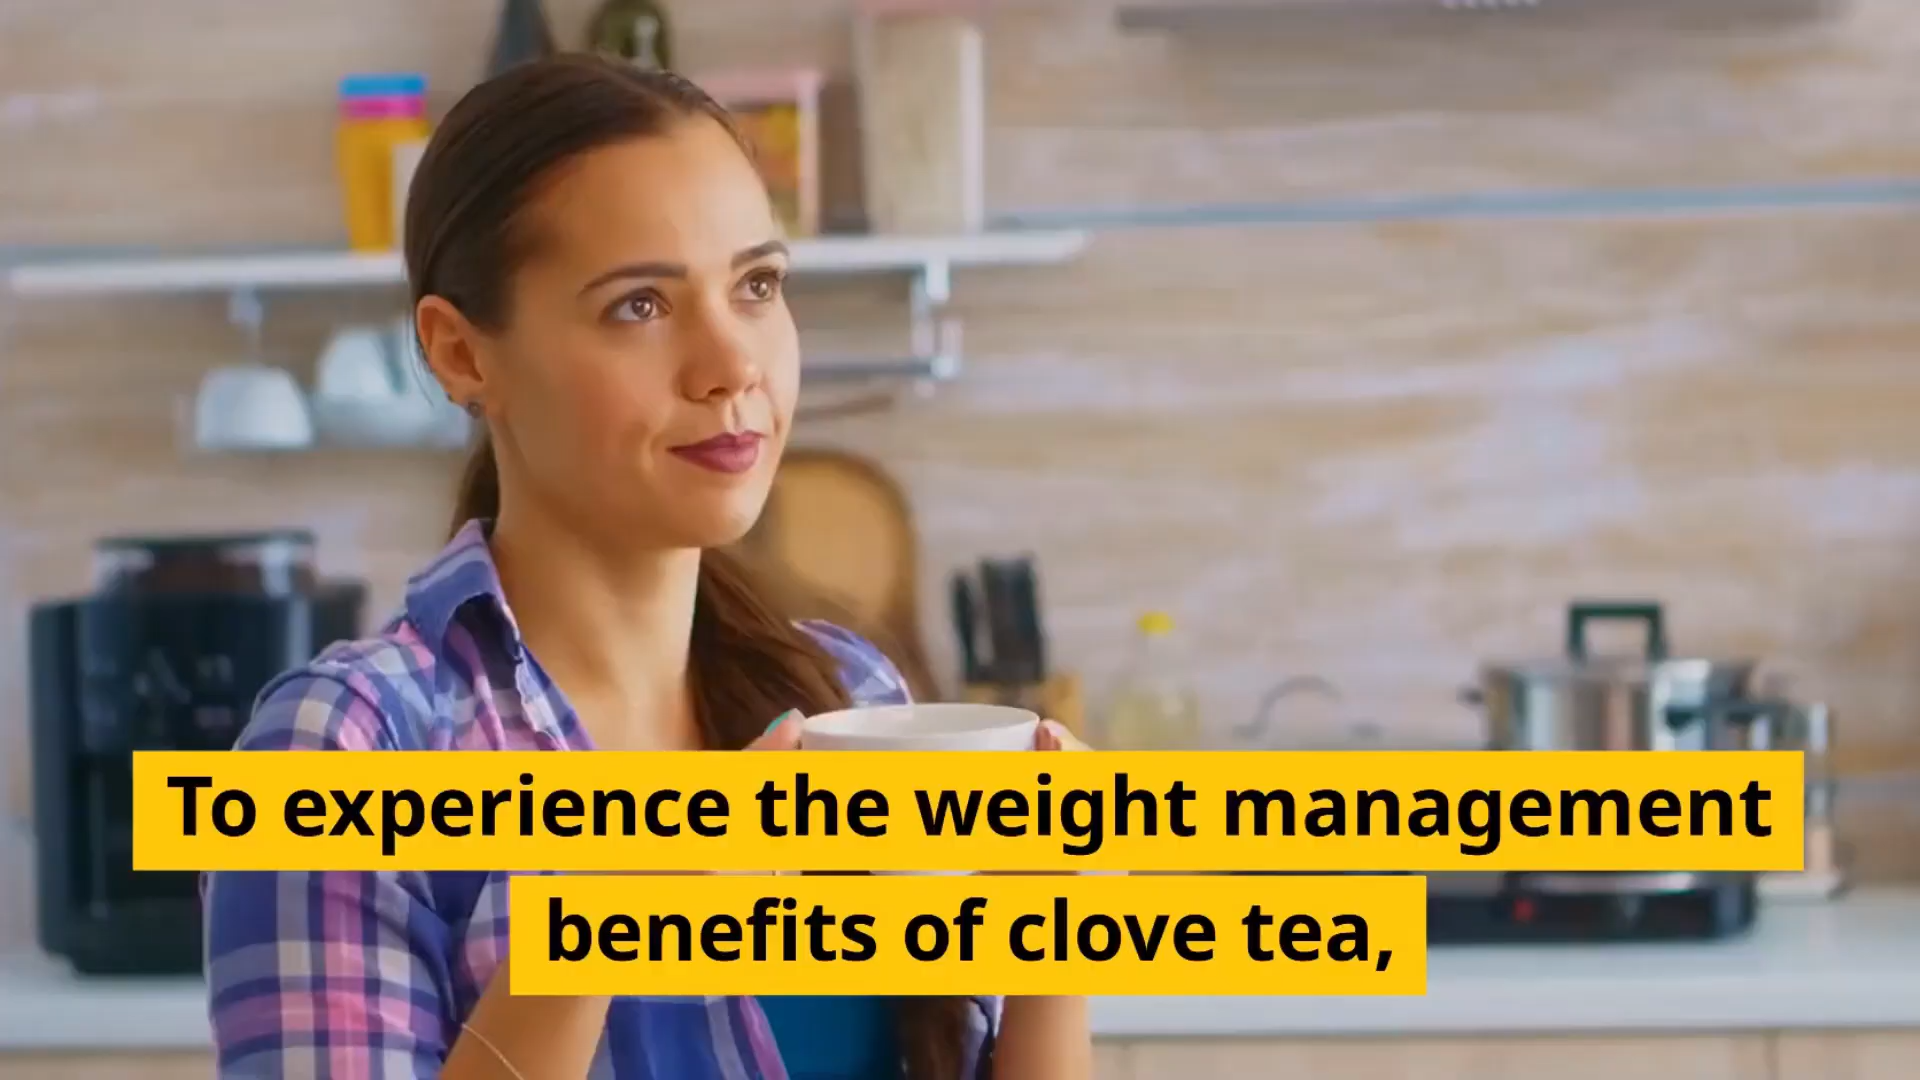 To experience the weight management
benefits of clove tea,